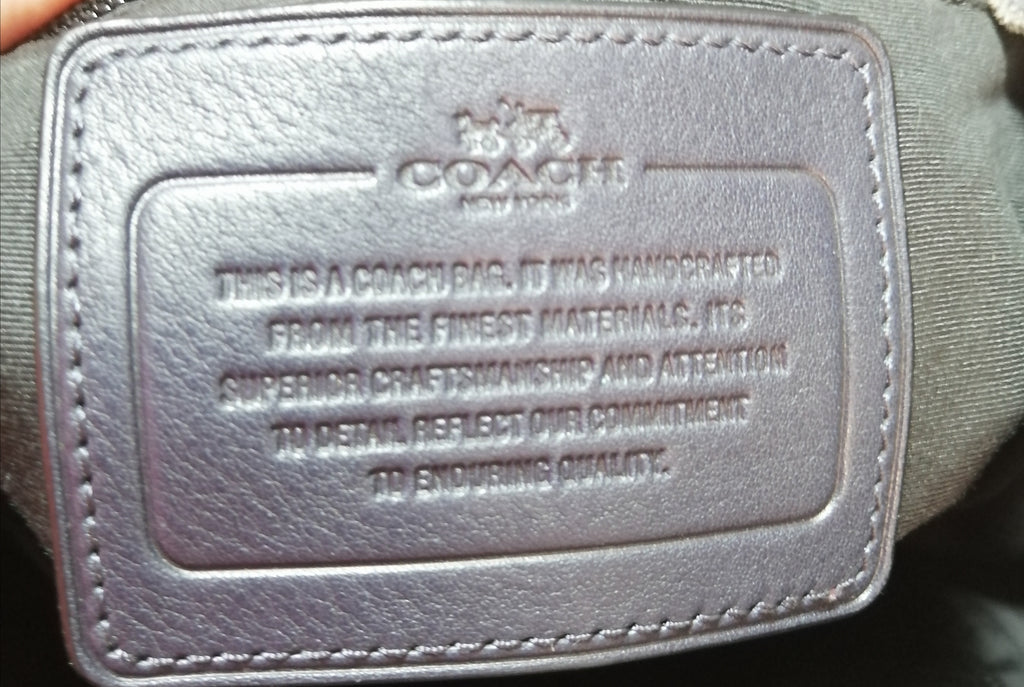 COACH
NEW YORK
THIS IS A COACH BAG. IT WAS HANDCRAFTED
FROM THE FINEST MATERIALS. ITS
SUPERIOR CRAFTSMANSHIP AND ATTENTION
TO DETAIL REFLECT OUR COMMITMENT
TO ENDURING QUALITY.